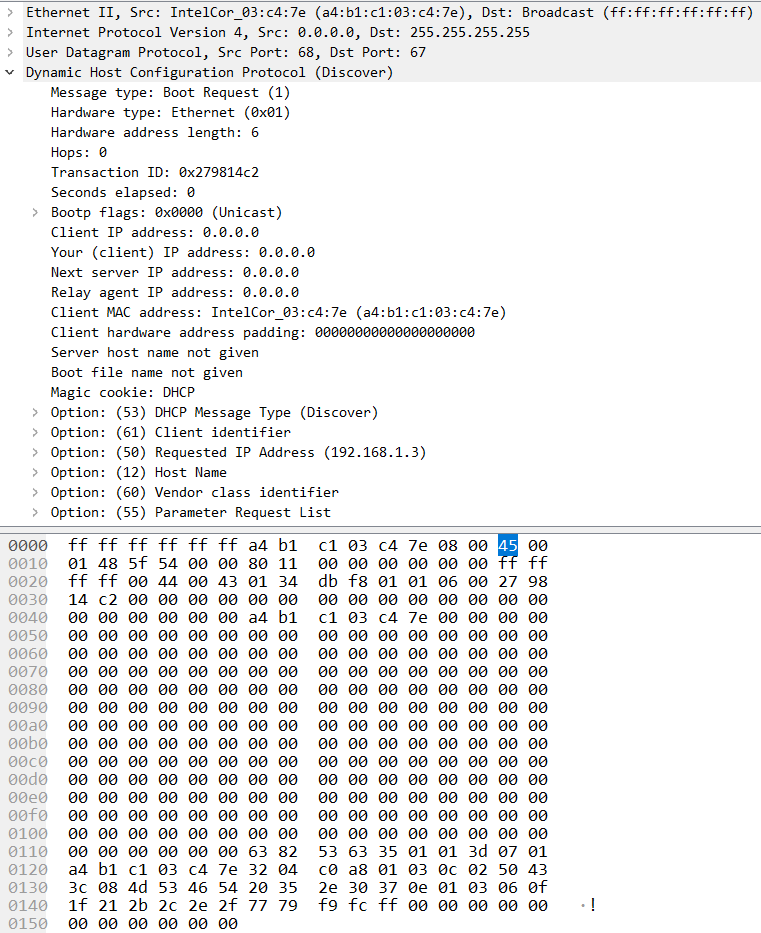 Ethernet II, Src: IntelCor_03:c4:7e (a4:b1:c1:03:c4:7e), Dst: Broadcast (ff:ff:ff:ff:ff:ff)
Internet Protocol Version 4, Src: 0.0.0.0, Dst: 255.255.255.255
User Datagram Protocol, Src Port: 68, Dst Port: 67
Dynamic Host Configuration Protocol (Discover)
Message type: Boot Request (1)
Hardware type: Ethernet (0x01)
Hardware address length: 6
Hops: 0
Transaction ID: 0x279814c2
Seconds elapsed: 0
Bootp flags: 0x0000 (Unicast)
Client IP address: 0.0.0.0
Your (client) IP address: 0.0.0.0
Next server IP address: 0.0.0.0
Relay agent IP address: 0.0.0.0
Client MAC address: IntelCor_03:c4:7e (a4:b1:c1:03:c4:7e)
Client hardware address padding: 00000000000000000000
Server host name not given
Boot file name not given
Magic cookie: DHCP
Option: (53) DHCP Message Type (Discover)
Option: (61) Client identifier
Option: (50) Requested IP Address (192.168.1.3)
Option: (12) Host Name
Option: (60) Vendor class identifier
Option: (55) Parameter Request List
0000 ff ff ff ff ff ff a4 b1 c1 03 c4 7e 08 00 45 00
0010 01 48 5f 54 00 00 80 11 00 00 00 00 00 00 ff ff
0020 ff ff 00 44 00 43 01 34 db f8 01 01 06 00 27 98
0030 14 c2 00 00 00 00 00 00 00 00 00 00 00 00 00 00
0040 00 00 00 00 00 00 a4 b1 c1 03 c4 7e 00 00 00 00
0050 00 00 00 00 00 00 00 00 00 00 00 00 00 00 00 00
0060 00 00 00 00 00 00 00 00 00 00 00 00 00 00 00 00
0070 00 00 00 00 00 00 00 00 00 00 00 00 00 00 00 00
0080 00 00 00 00 00 00 00 00 00 00 00 00 00 00 00 00
0090 00 00 00 00 00 00 00 00 00 00 00 00 00 00 00 00
00a0 00 00 00 00 00 00 00 00 00 00 00 00 00 00 00 00
00b0 00 00 00 00 00 00 00 00 00 00 00 00 00 00 00 00
00c0 00 00 00 00 00 00 00 00 00 00 00 00 00 00 00 00
00d0 00 00 00 00 00 00 00 00 00 00 00 00 00 00 00 00
00e0 00 00 00 00 00 00 00 00 00 00 00 00 00 00 00 00
00f0 00 00 00 00 00 00 00 00 00 00 00 00 00 00 00 00
0100 00 00 00 00 00 00 00 00 00 00 00 00 00 00 00 00
0110 00 00 00 00 00 00 63 82 53 63 35 01 01 3d 07 01
0120 a4 b1 c1 03 c4 7e 32 04 c0 a8 01 03 0c 02 50 43
0130 3c 08 4d 53 46 54 20 35 2e 30 37 0e 01 03 06 0f
0140 1f 21 2b 2c 2e 2f 77 79 f9 fc ff 00 00 00 00 00 ·!
0150 00 00 00 00 00 00